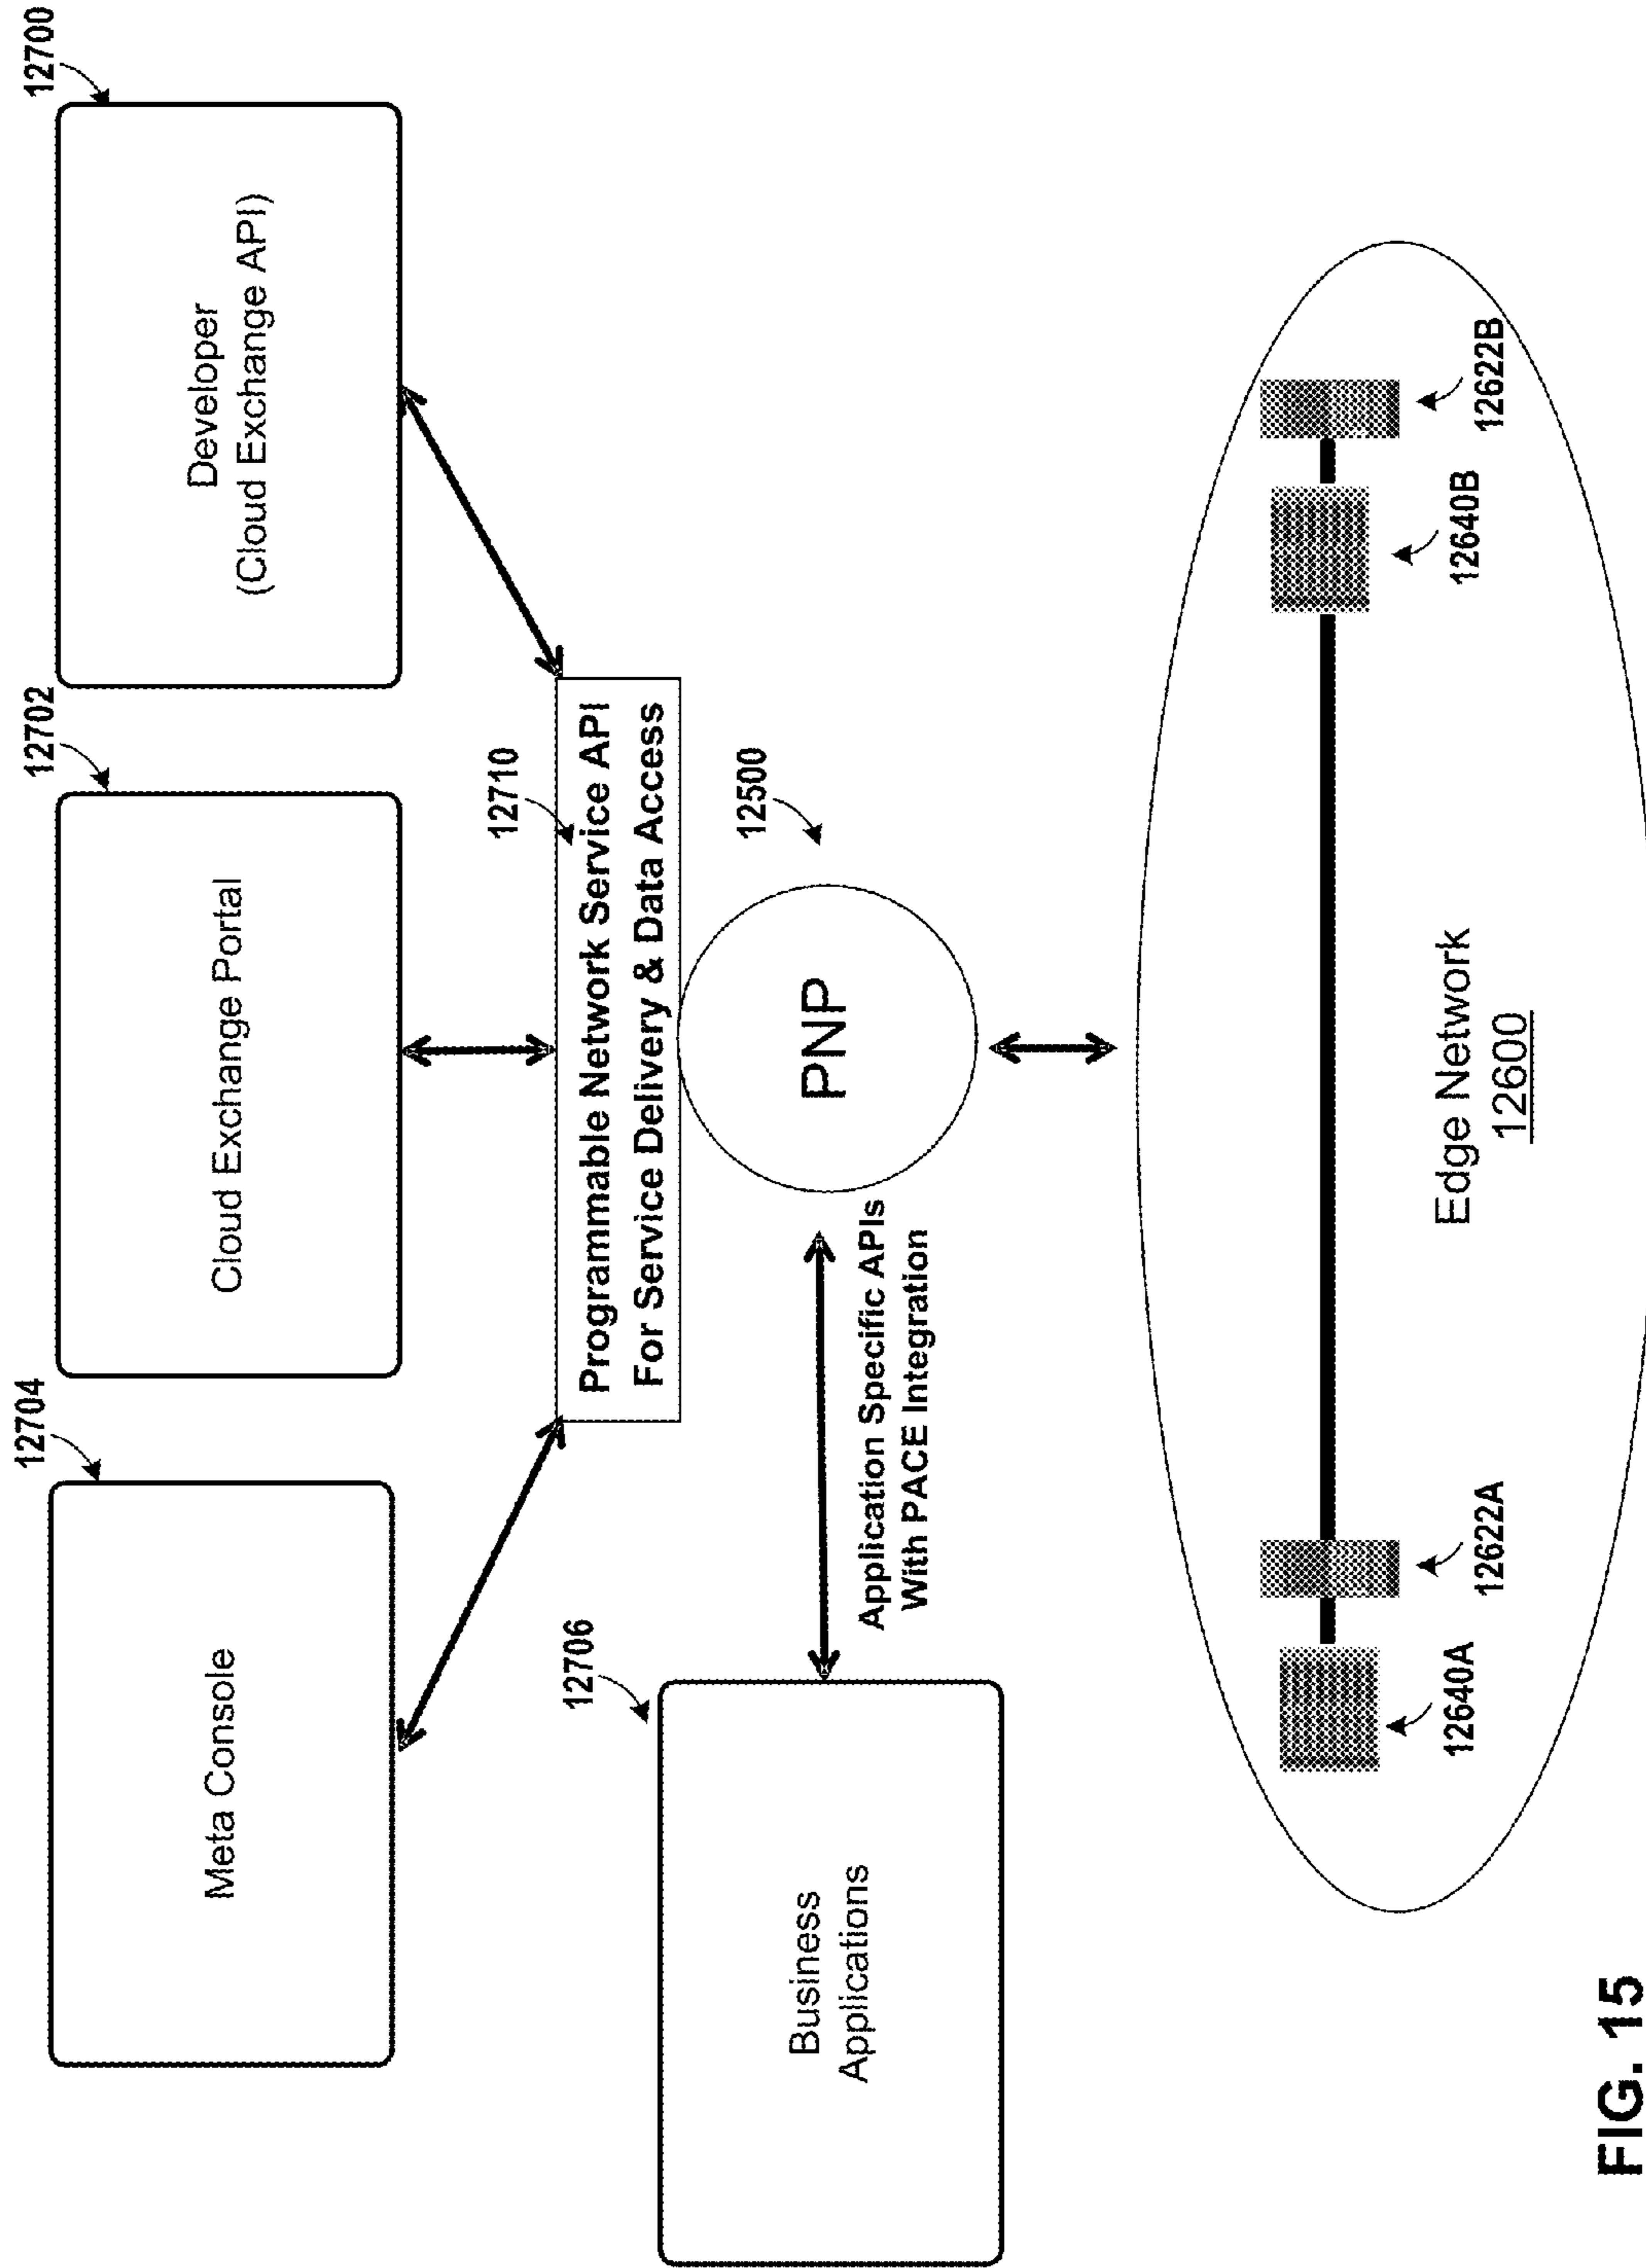 12704
12702
12700
Meta Console
Cloud Exchange Portal
Developer
(Cloud Exchange API)
12710
Programmable Network Service API
For Service Delivery & Data Access
12706
Business
Applications
Application Specific APIs
With PACE Integration
PNP
12500
12640A
12622A
12640B
12622B
Edge Network
12600
FIG. 15